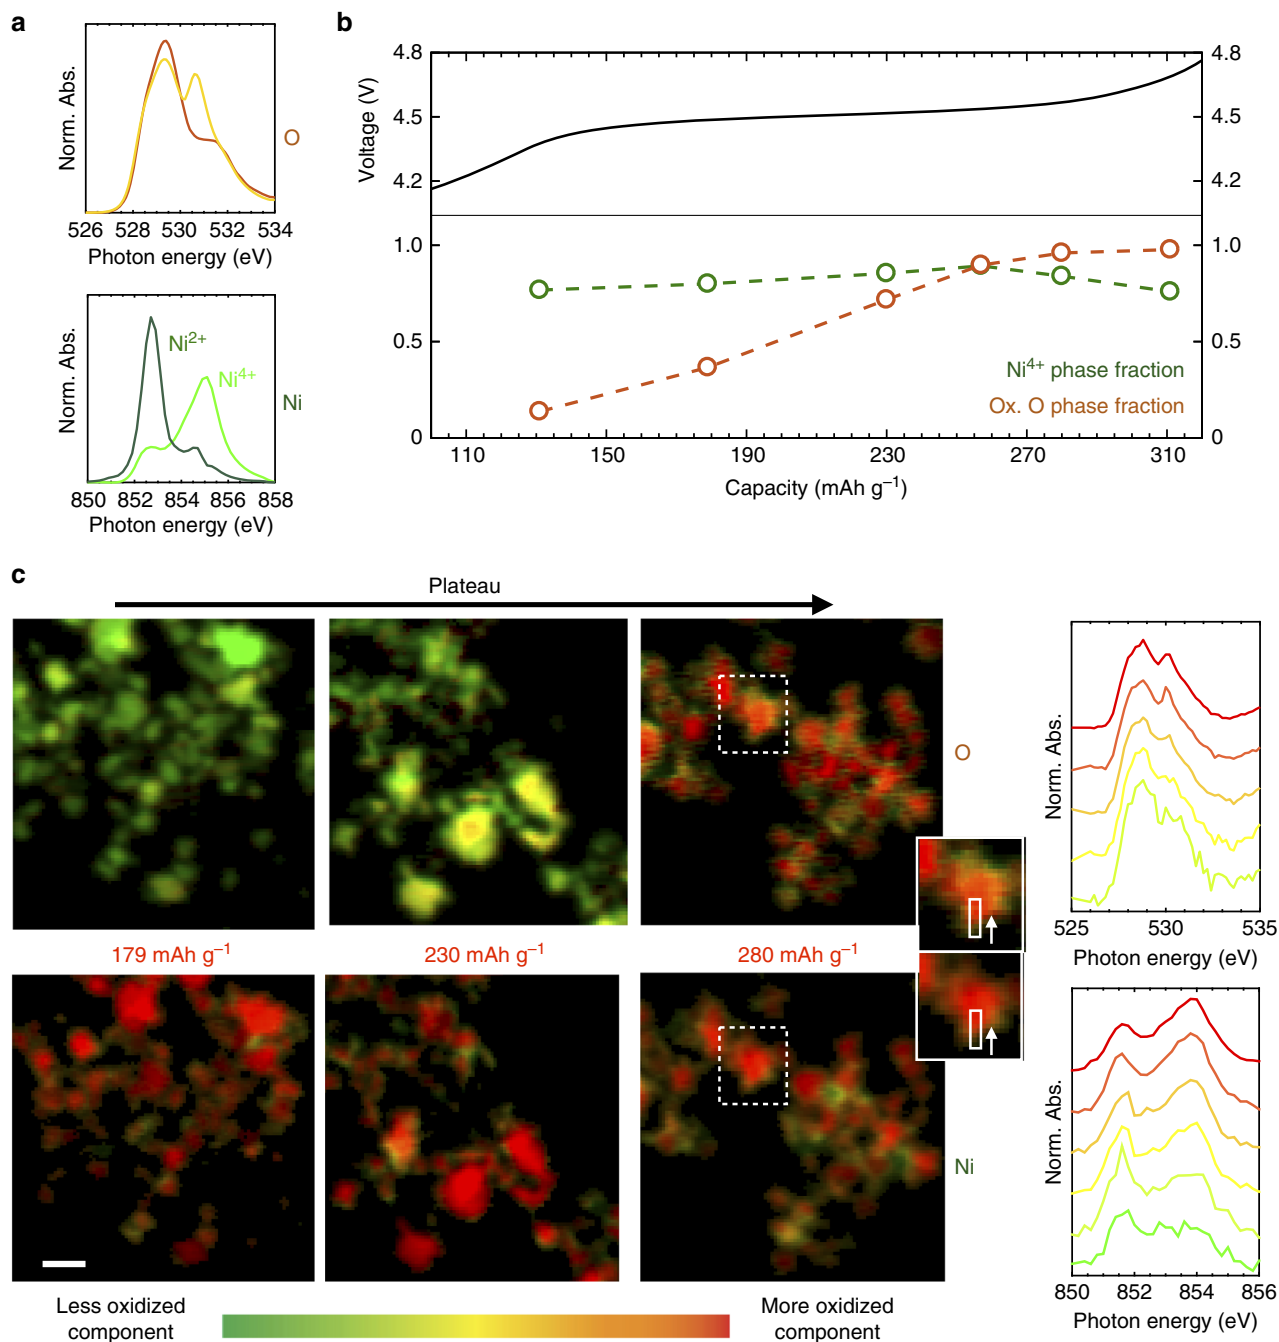 a
Norm. Abs.
O
526 528 530 532 534
Photon energy (eV)
Norm. Abs.
Ni2+
Ni4+
Ni
850 852 854 856 858
Photon energy (eV)
b
Voltage (V)
4.8
4.5
4.2
1.0
0.5
0
4.8
4.5
4.2
1.0
0.5
0
Ni4+ phase fraction
Ox. O phase fraction
110 150 190 230 270 310
Capacity (mAh g−1)
c
Plateau
O
179 mAh g−1
230 mAh g−1
280 mAh g−1
Ni
Norm. Abs.
525 530 535
Photon energy (eV)
Norm. Abs.
850 852 854 856
Photon energy (eV)
Less oxidized
component
More oxidized
component